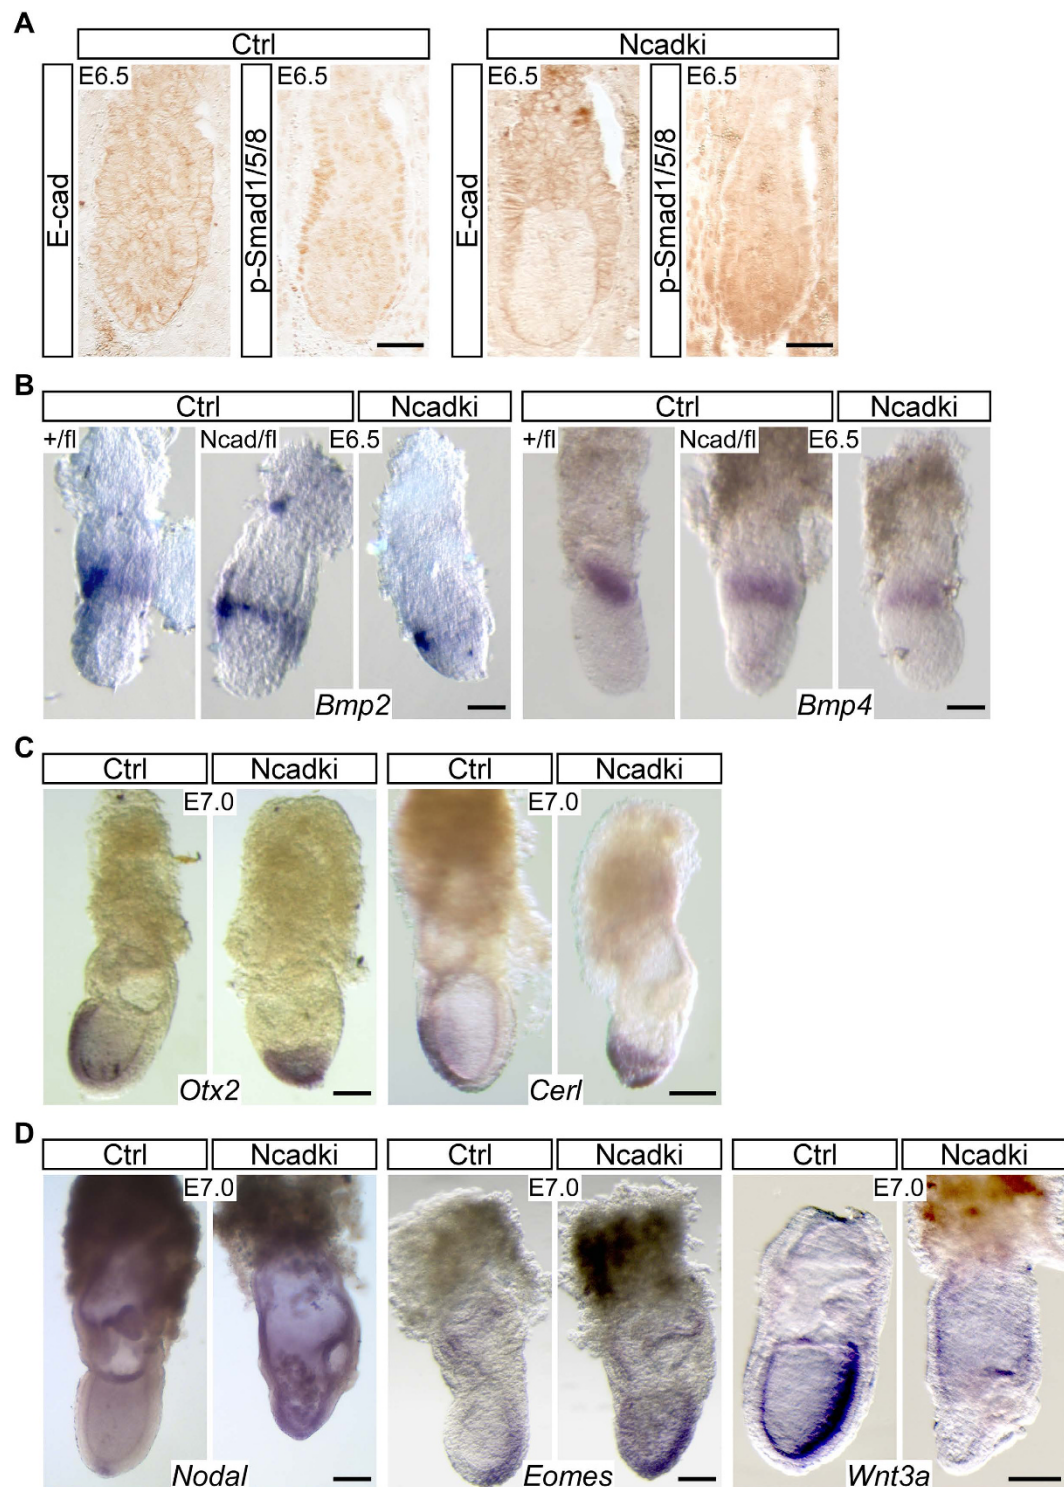 A
Ctrl
Ncadki
E-cad
E6.5
p-Smad1/5/8
E6.5
E-cad
E6.5
p-Smad1/5/8
E6.5
B
Ctrl
Ncadki
Ctrl
Ncadki
+/fl
Ncad/fl
E6.5
+/fl
Ncad/fl
E6.5
Bmp2
Bmp4
C
Ctrl
Ncadki
Ctrl
Ncadki
E7.0
E7.0
Otx2
Cerl
D
Ctrl
Ncadki
Ctrl
Ncadki
Ctrl
Ncadki
E7.0
E7.0
E7.0
Nodal
Eomes
Wnt3a